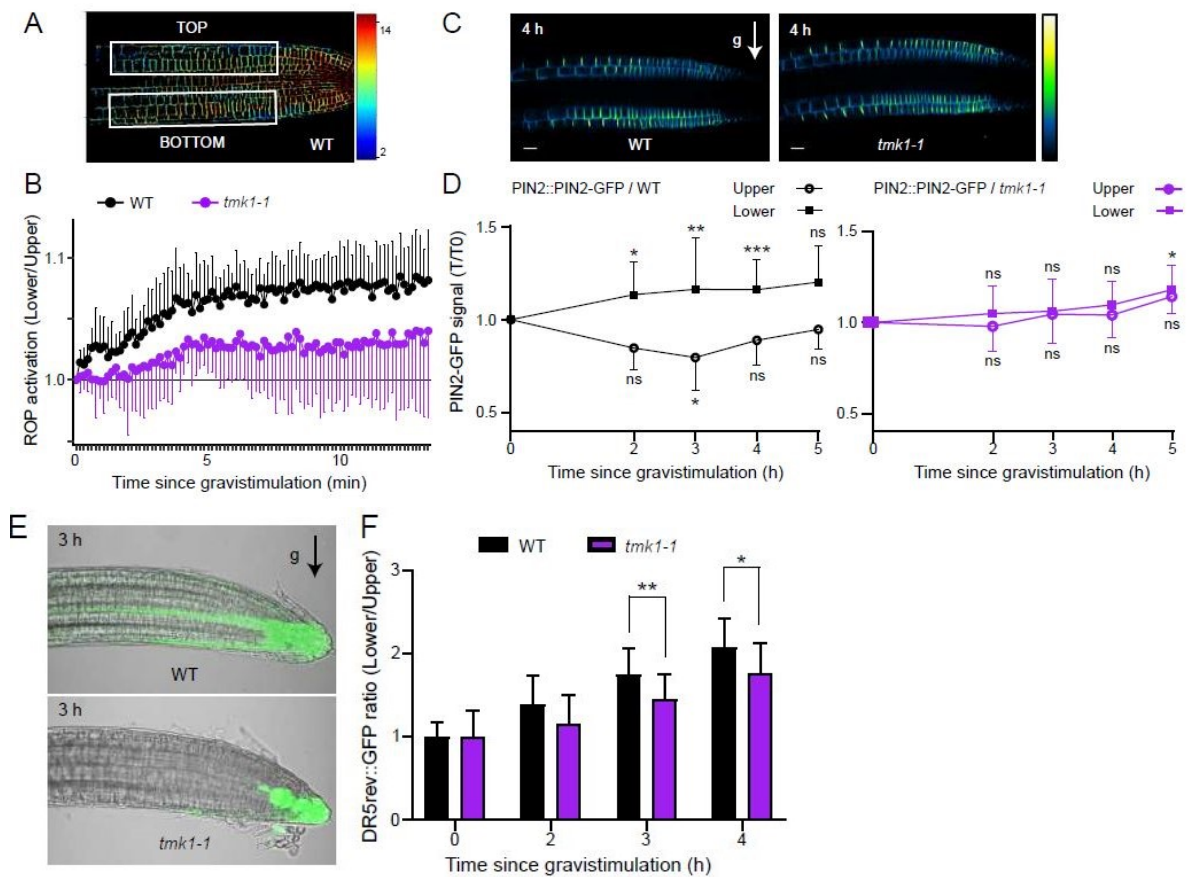 A
TOP
BOTTOM
WT
14
2
B
WT
tmk1-1
ROP activation (Lower/Upper)
1.11
1.0
0
5
10
Time since gravistimulation (min)
C
4 h
g
WT
4 h
tmk1-1
D
PIN2::PIN2-GFP / WT
Upper
Lower
PIN2-GFP signal (T/T0)
1.5
1.0
0.5
*
**
***
ns
ns
*
ns
ns
0
2
3
4
5
Time since gravistimulation (h)
PIN2::PIN2-GFP / tmk1-1
Upper
Lower
1.5
1.0
0.5
ns
ns
ns
*
ns
ns
ns
ns
0
2
3
4
5
Time since gravistimulation (h)
E
3 h
g
WT
3 h
tmk1-1
F
WT
tmk1-1
DR5rev::GFP ratio (Lower/Upper)
3
2
1
0
**
*
0
2
3
4
Time since gravistimulation (h)